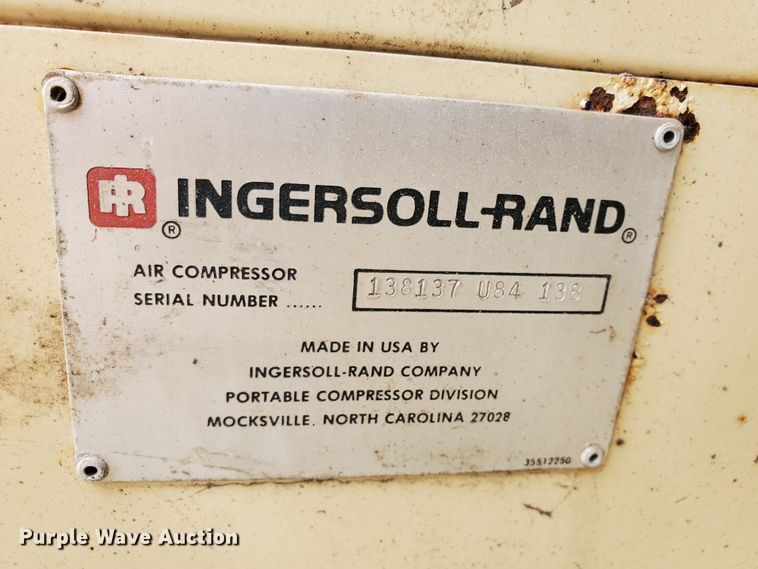 IR® INGERSOLL-RAND®
AIR COMPRESSOR
SERIAL NUMBER ...... 138137 U84 138
MADE IN USA BY
INGERSOLL-RAND COMPANY
PORTABLE COMPRESSOR DIVISION
MOCKSVILLE, NORTH CAROLINA 27028
35512250
Purple Wave Auction